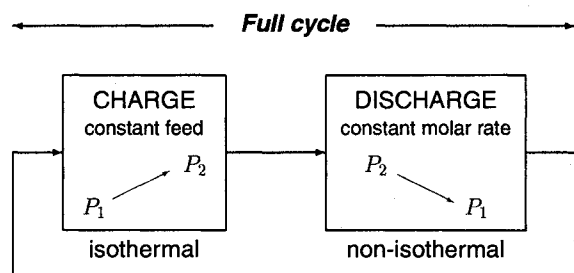 Full cycle
CHARGE
constant feed
P₂
P₁
isothermal
DISCHARGE
constant molar rate
P₂
P₁
non-isothermal